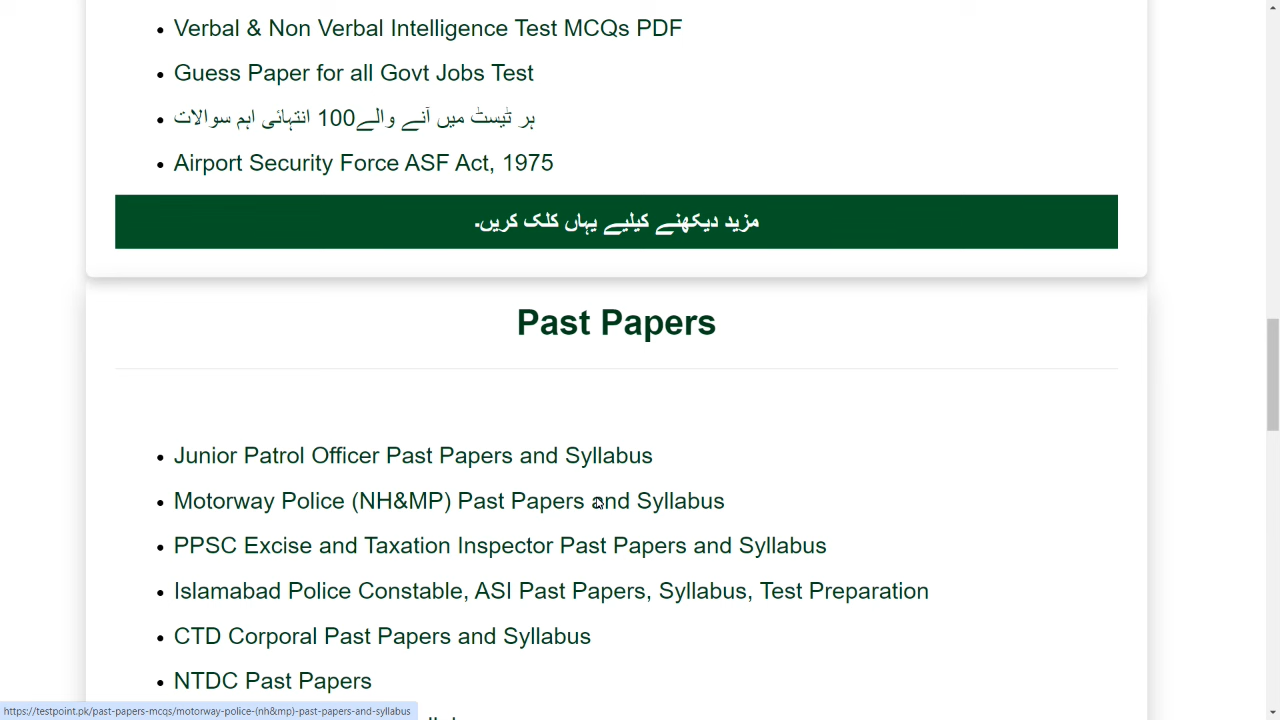 Verbal & Non Verbal Intelligence Test MCQs PDF
Guess Paper for all Govt Jobs Test
ہر ٹیسٹ میں آنے والے100 انتہائی اہم سوالات
Airport Security Force ASF Act, 1975
مزید دیکھنے کیلیے یہاں کلک کریں۔
Past Papers
Junior Patrol Officer Past Papers and Syllabus
Motorway Police (NH&MP) Past Papers and Syllabus
PPSC Excise and Taxation Inspector Past Papers and Syllabus
Islamabad Police Constable, ASI Past Papers, Syllabus, Test Preparation
CTD Corporal Past Papers and Syllabus
NTDC Past Papers
https://testpoint.pk/past-papers-mcqs/motorway-police-(nh&mp)-past-papers-and-syllabus